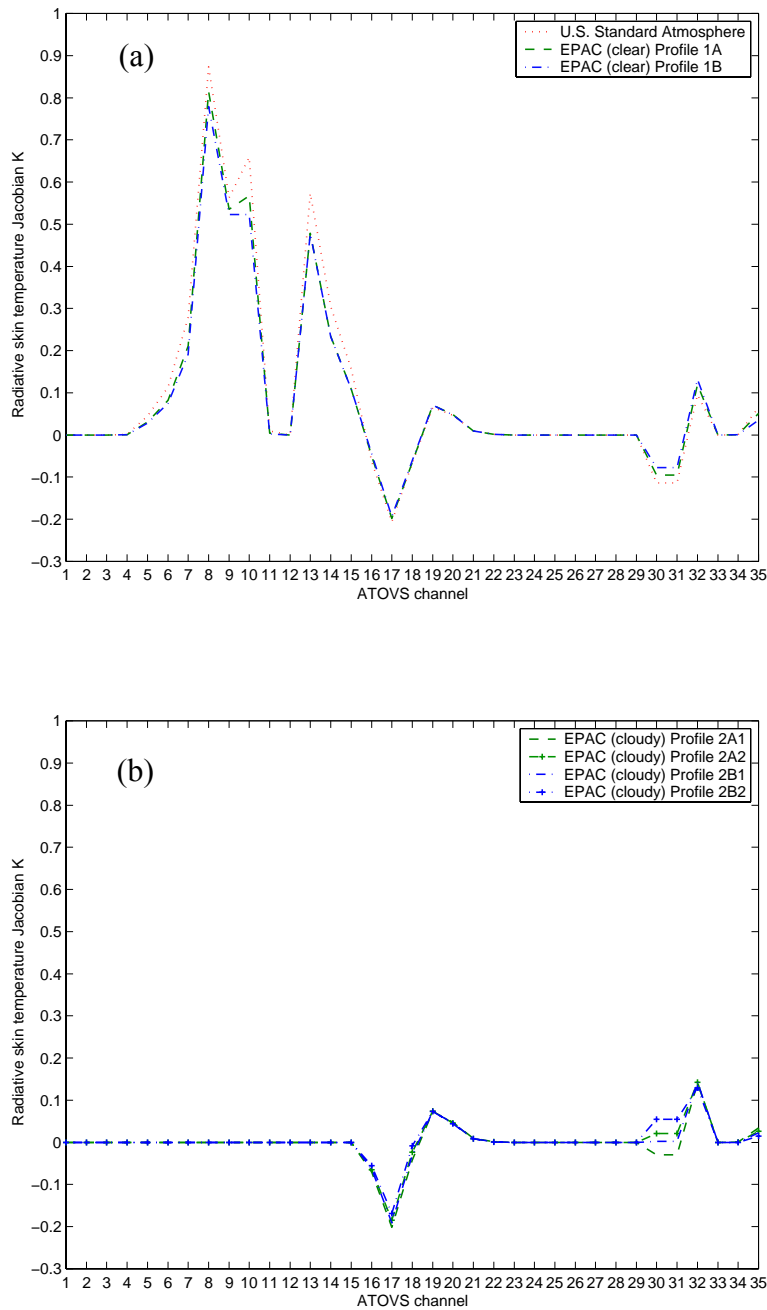 (a)
U.S. Standard Atmosphere
EPAC (clear) Profile 1A
EPAC (clear) Profile 1B
Radiative skin temperature Jacobian K
1
0.9
0.8
0.7
0.6
0.5
0.4
0.3
0.2
0.1
0
−0.1
−0.2
−0.3
1 2 3 4 5 6 7 8 9 10 11 12 13 14 15 16 17 18 19 20 21 22 23 24 25 26 27 28 29 30 31 32 33 34 35
ATOVS channel
(b)
EPAC (cloudy) Profile 2A1
EPAC (cloudy) Profile 2A2
EPAC (cloudy) Profile 2B1
EPAC (cloudy) Profile 2B2
Radiative skin temperature Jacobian K
1
0.9
0.8
0.7
0.6
0.5
0.4
0.3
0.2
0.1
0
−0.1
−0.2
−0.3
1 2 3 4 5 6 7 8 9 10 11 12 13 14 15 16 17 18 19 20 21 22 23 24 25 26 27 28 29 30 31 32 33 34 35
ATOVS channel